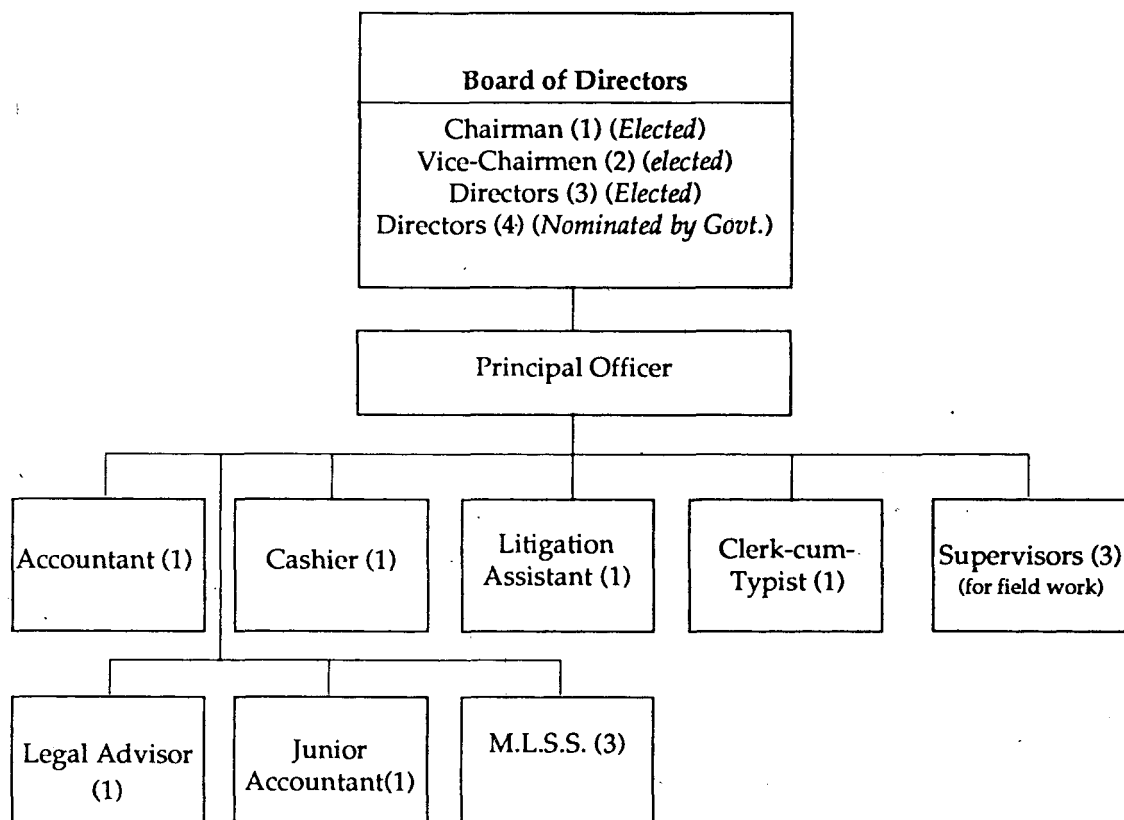 Board of Directors
Chairman (1) (Elected)
Vice-Chairmen (2) (elected)
Directors (3) (Elected)
Directors (4) (Nominated by Govt.)
Principal Officer
Accountant (1)
Cashier (1)
Litigation
Assistant (1)
Clerk-cum-
Typist (1)
Supervisors (3)
(for field work)
Legal Advisor
(1)
Junior
Accountant(1)
M.L.S.S. (3)